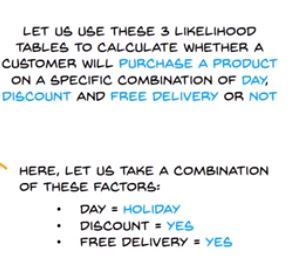 LET US USE THESE 3 LIKELIHOOD
TABLES TO CALCULATE WHETHER A
CUSTOMER WILL PURCHASE A PRODUCT
ON A SPECIFIC COMBINATION OF DAY,
DISCOUNT AND FREE DELIVERY OR NOT
HERE, LET US TAKE A COMBINATION
OF THESE FACTORS:
• DAY = HOLIDAY
• DISCOUNT = YES
• FREE DELIVERY = YES